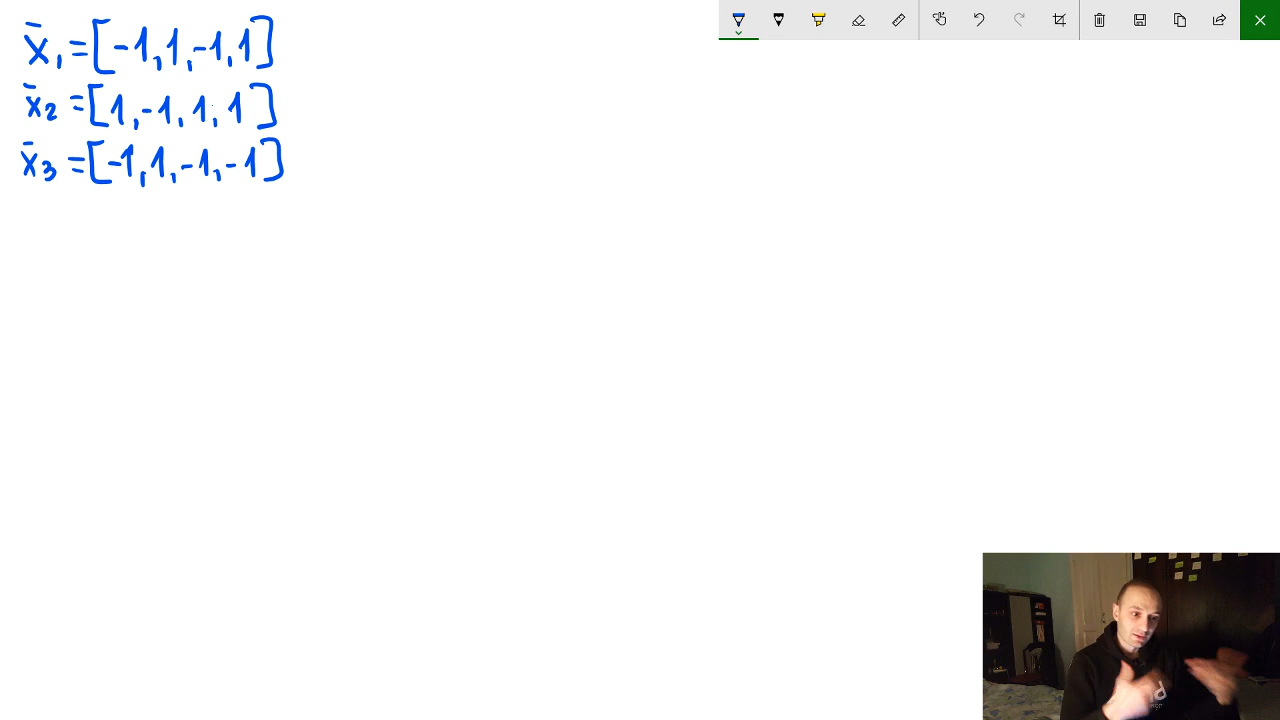 x̄₁ = [-1, 1, -1, 1]
x̄₂ = [1, -1, 1, 1]
x̄₃ = [-1, 1, -1, -1]